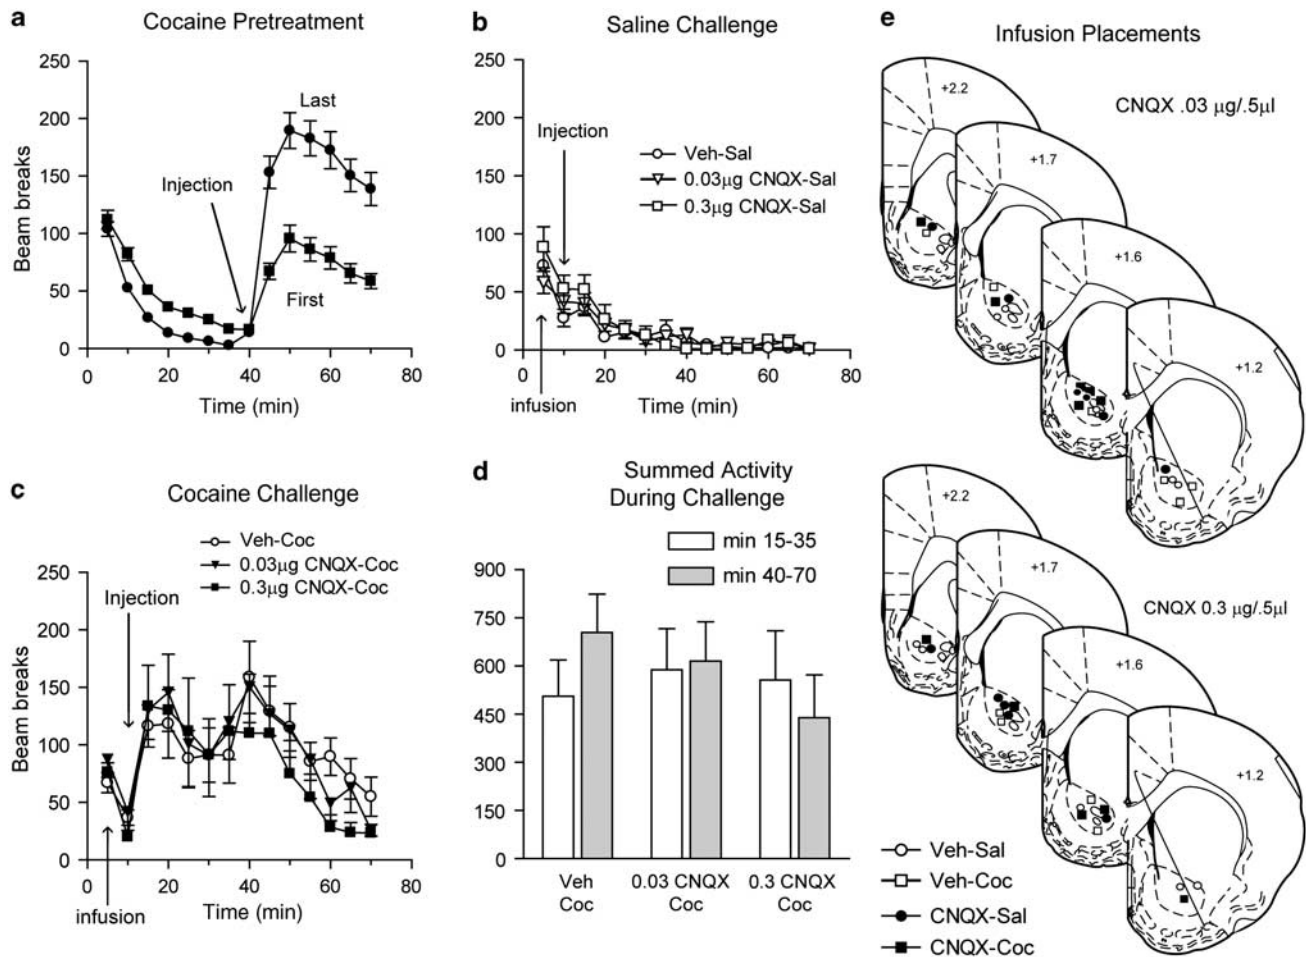 a
Cocaine Pretreatment
250
200
150
100
50
0
Beam breaks
Last
Injection
First
0 20 40 60 80
Time (min)
b
Saline Challenge
250
200
150
100
50
0
Injection
Veh-Sal
0.03µg CNQX-Sal
0.3µg CNQX-Sal
0 20 40 60 80
infusion
Time (min)
c
Cocaine Challenge
Veh-Coc
0.03µg CNQX-Coc
0.3µg CNQX-Coc
250
200
150
100
50
0
Beam breaks
Injection
0 20 40 60 80
infusion
Time (min)
d
Summed Activity
During Challenge
min 15-35
min 40-70
900
750
600
450
300
150
0
Veh
Coc
0.03 CNQX
Coc
0.3 CNQX
Coc
e
Infusion Placements
CNQX .03 µg/.5µl
+2.2
+1.7
+1.6
+1.2
CNQX 0.3 µg/.5µl
+2.2
+1.7
+1.6
+1.2
Veh-Sal
Veh-Coc
CNQX-Sal
CNQX-Coc